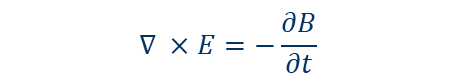 ∇ × E = − ∂B/∂t